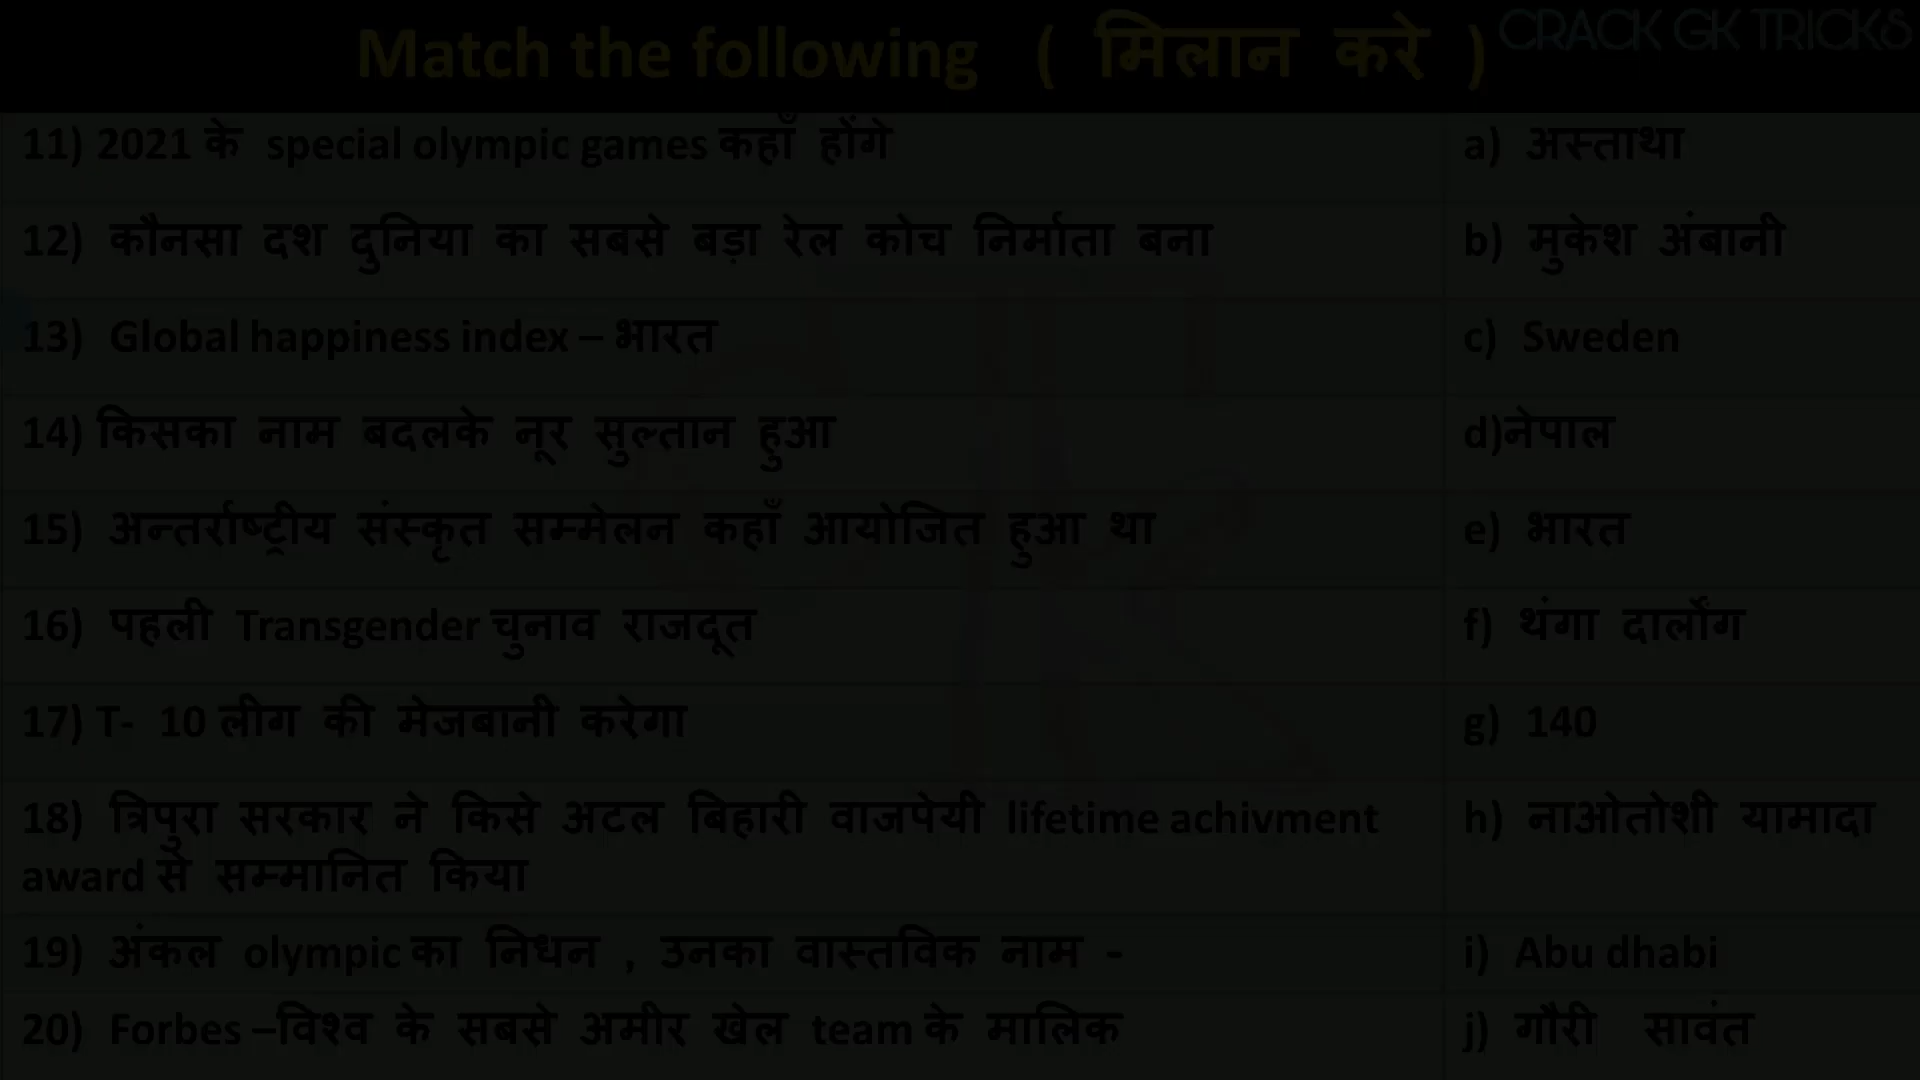 Match the following ( मिलान करे )
CRACK GK TRICKS
11) 2021 के special olympic games कहाँ होंगे
a) अस्ताथा
12) कौनसा दश दुनिया का सबसे बड़ा रेल कोच निर्माता बना
b) मुकेश अंबानी
13) Global happiness index – भारत
c) Sweden
14) किसका नाम बदलके नूर सुल्तान हुआ
d)नेपाल
15) अन्तर्राष्ट्रीय संस्कृत सम्मेलन कहाँ आयोजित हुआ था
e) भारत
16) पहली Transgender चुनाव राजदूत
f) थंगा दार्लोंग
17) T- 10 लीग की मेजबानी करेगा
g) 140
18) त्रिपुरा सरकार ने किसे अटल बिहारी वाजपेयी lifetime achivment
award से सम्मानित किया
h) नाओतोशी यामादा
19) अंकल olympic का निधन , उनका वास्तविक नाम -
i) Abu dhabi
20) Forbes –विश्व के सबसे अमीर खेल team के मालिक
j) गौरी सावंत